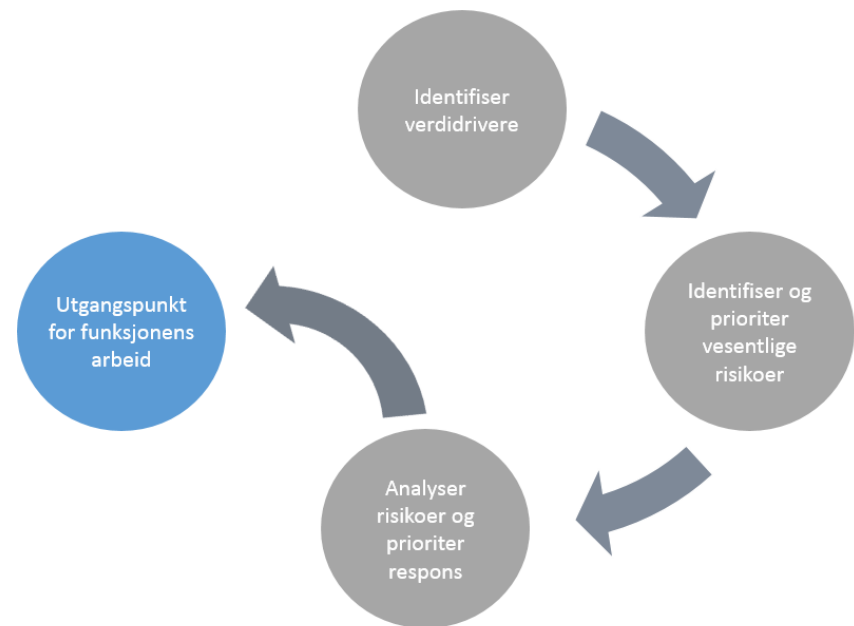 Identifiser
verdidrivere
Identifiser og
prioriter
vesentlige
risikoer
Analyser
risikoer og
prioriter
respons
Utgangspunkt
for funksjonens
arbeid